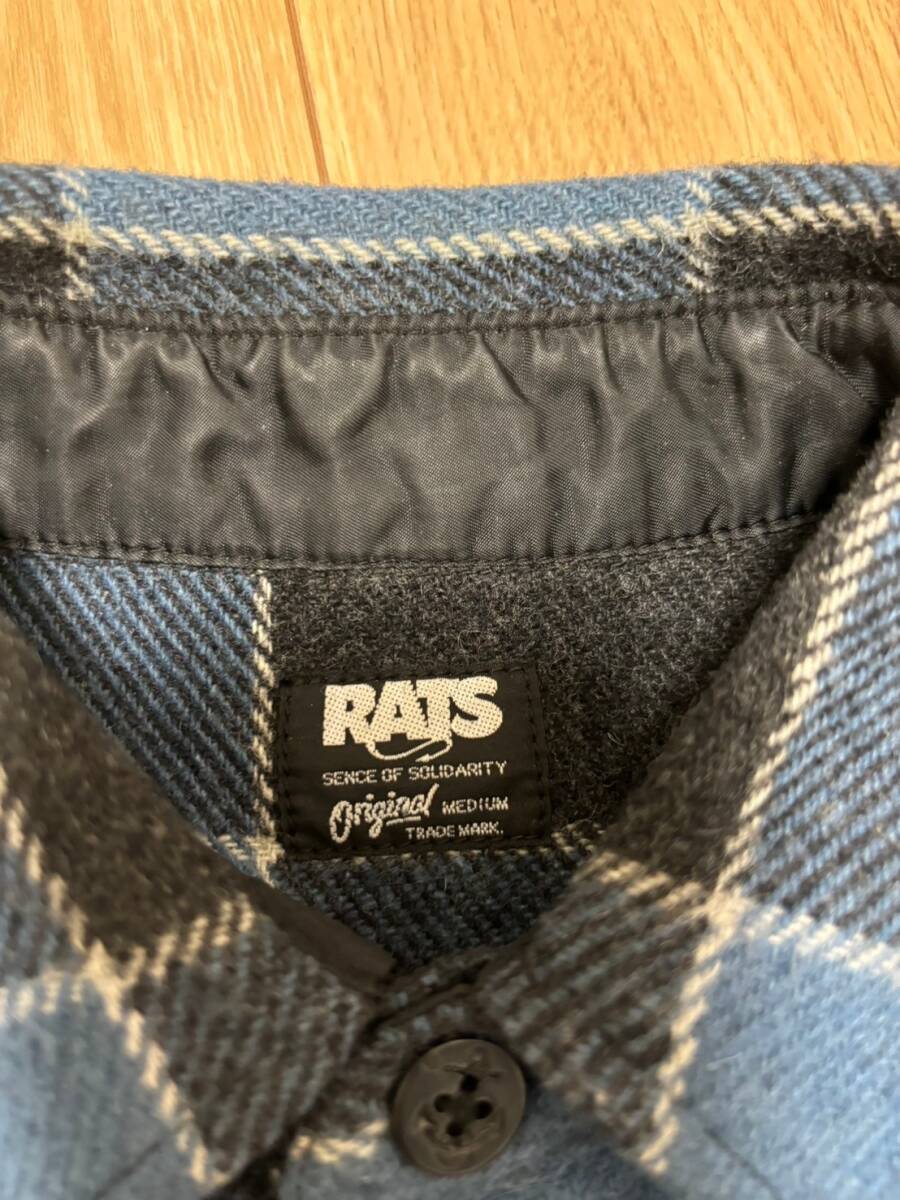 RATS
SENCE OF SOLIDARITY
Original MEDIUM
TRADE MARK.